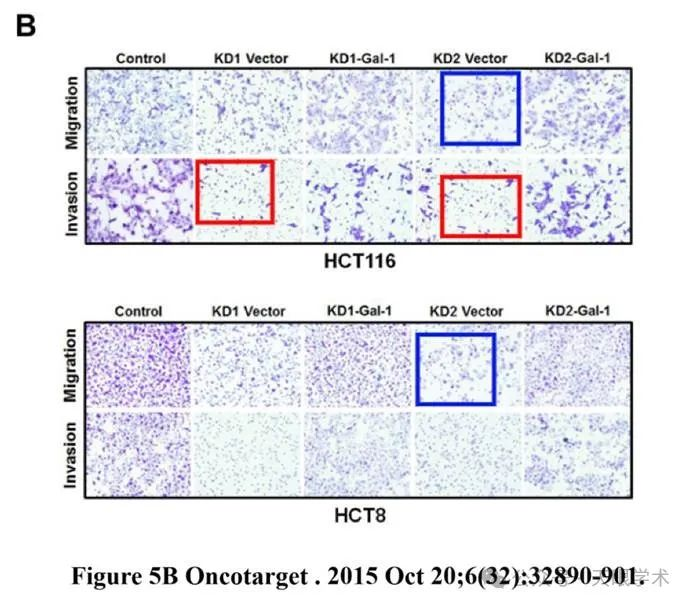 B
Control KD1 Vector KD1-Gal-1 KD2 Vector KD2-Gal-1
Migration
Invasion
HCT116
Control KD1 Vector KD1-Gal-1 KD2 Vector KD2-Gal-1
Migration
Invasion
HCT8
Figure 5B Oncotarget . 2015 Oct 20;6(32):32890-901.